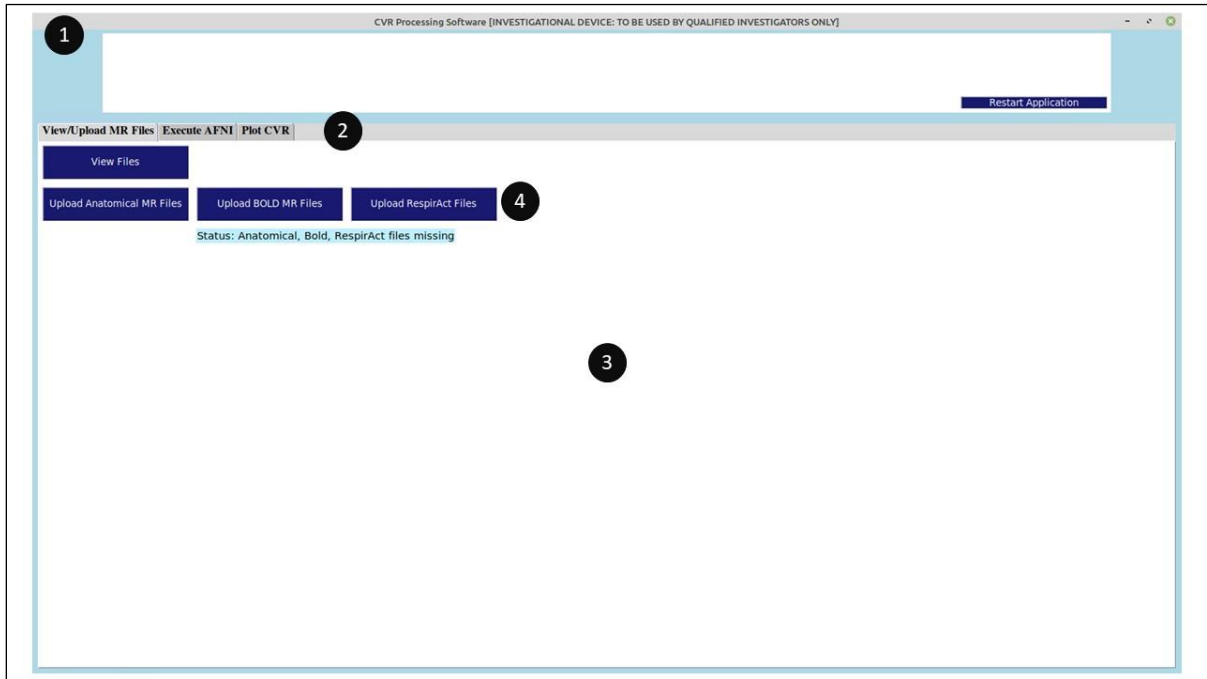 CVR Processing Software [INVESTIGATIONAL DEVICE: TO BE USED BY QUALIFIED INVESTIGATORS ONLY]
1
Restart Application
View/Upload MR Files Execute AFNI Plot CVR 2
View Files
Upload Anatomical MR Files Upload BOLD MR Files Upload RespirAct Files 4
Status: Anatomical, Bold, RespirAct files missing
3